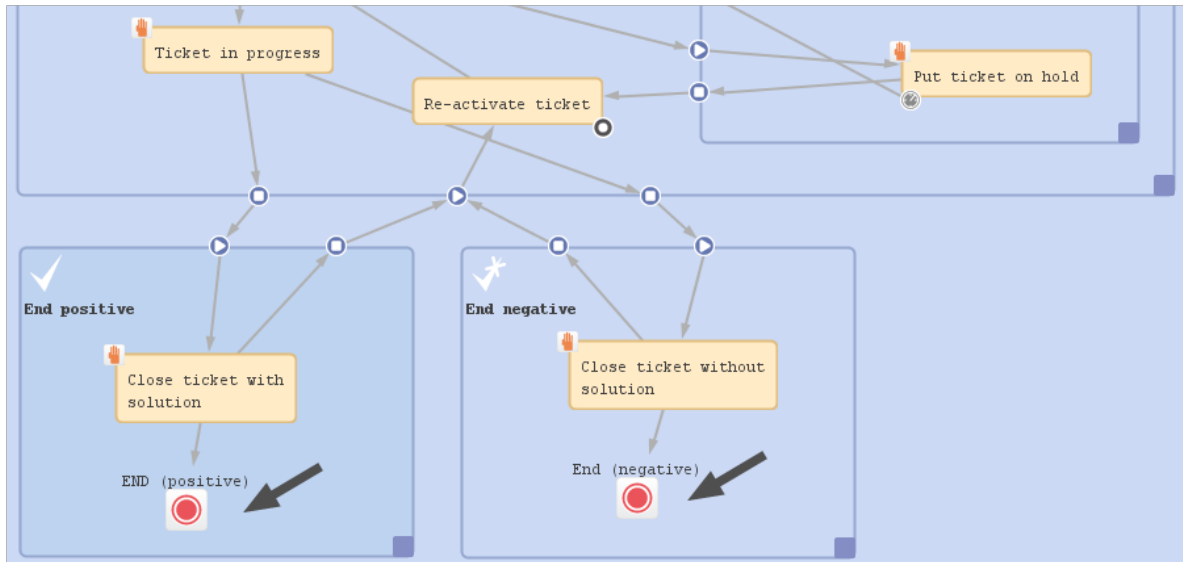 Ticket in progress
Put ticket on hold
Re-activate ticket
End positive
End negative
Close ticket with
solution
Close ticket without
solution
END (positive)
End (negative)